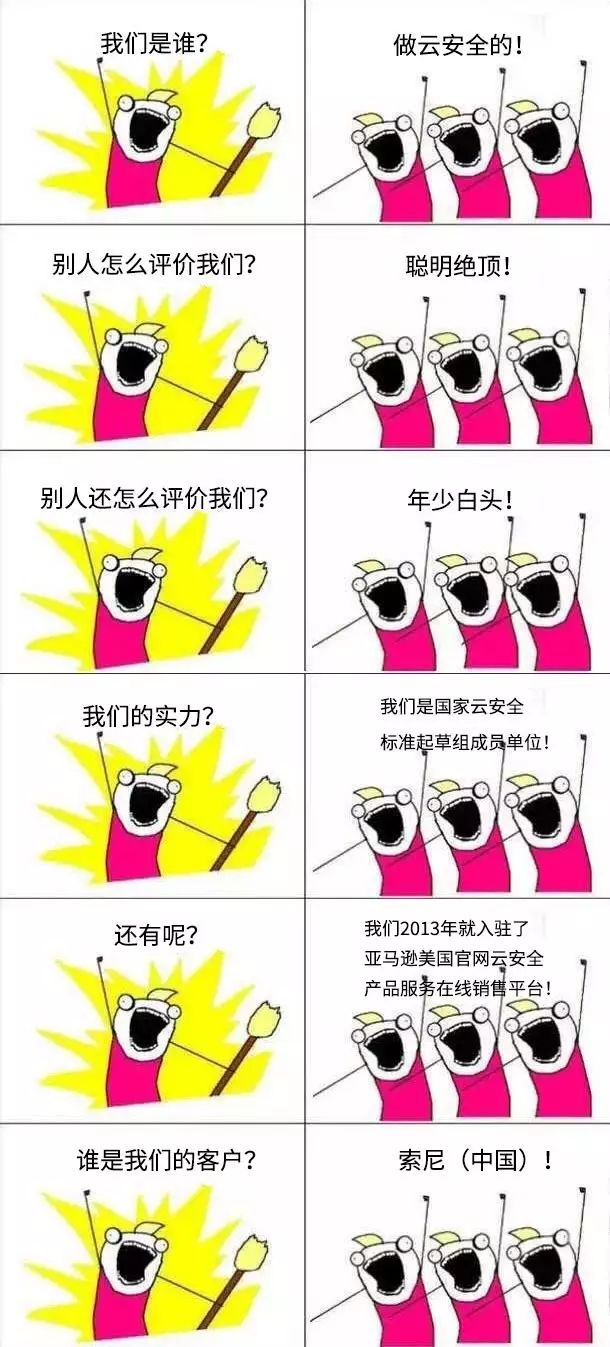 我们是谁？
做云安全的！
别人怎么评价我们？
聪明绝顶！
别人还怎么评价我们？
年少白头！
我们的实力？
我们是国家云安全
标准起草组成员单位！
还有呢？
我们2013年就入驻了
亚马逊美国官网云安全
产品服务在线销售平台！
谁是我们的客户？
索尼（中国）！